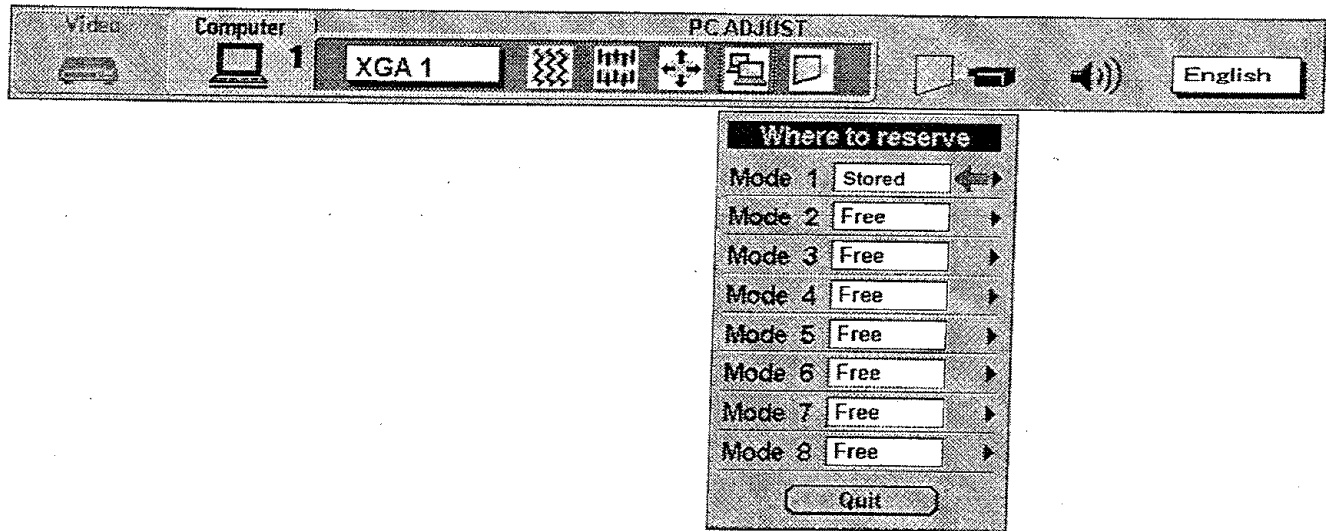 Video
Computer
PC ADJUST
1
XGA 1
English
Where to reserve
Mode 1 Stored
Mode 2 Free
Mode 3 Free
Mode 4 Free
Mode 5 Free
Mode 6 Free
Mode 7 Free
Mode 8 Free
Quit